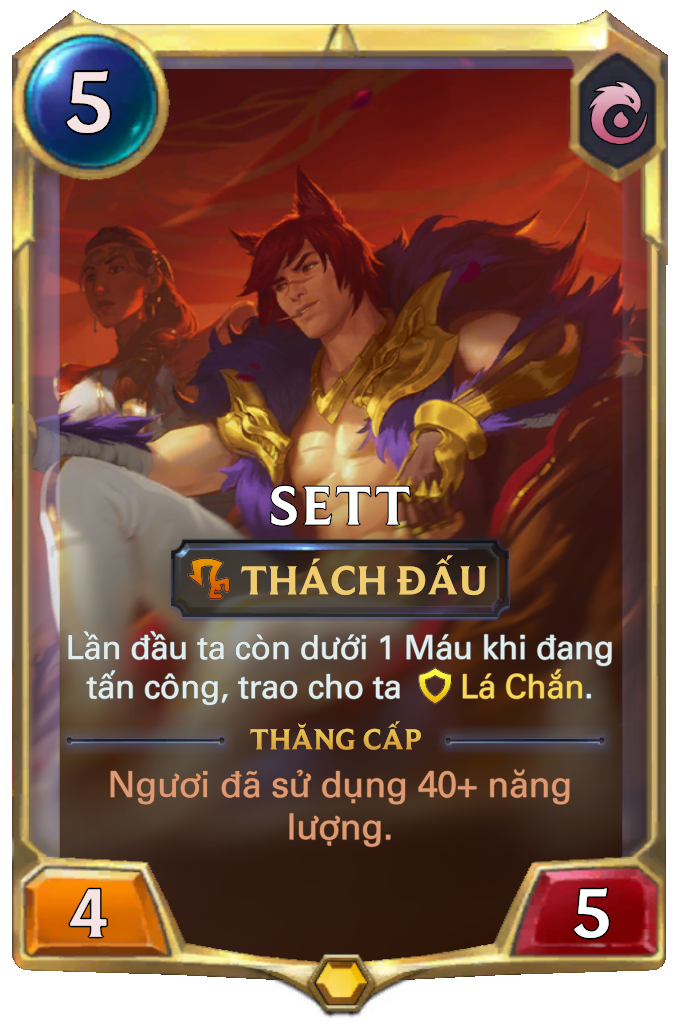 5
SETT
THÁCH ĐẤU
Lần đầu ta còn dưới 1 Máu khi đang
tấn công, trao cho ta Lá Chắn.
THĂNG CẤP
Ngươi đã sử dụng 40+ năng
lượng.
4
5